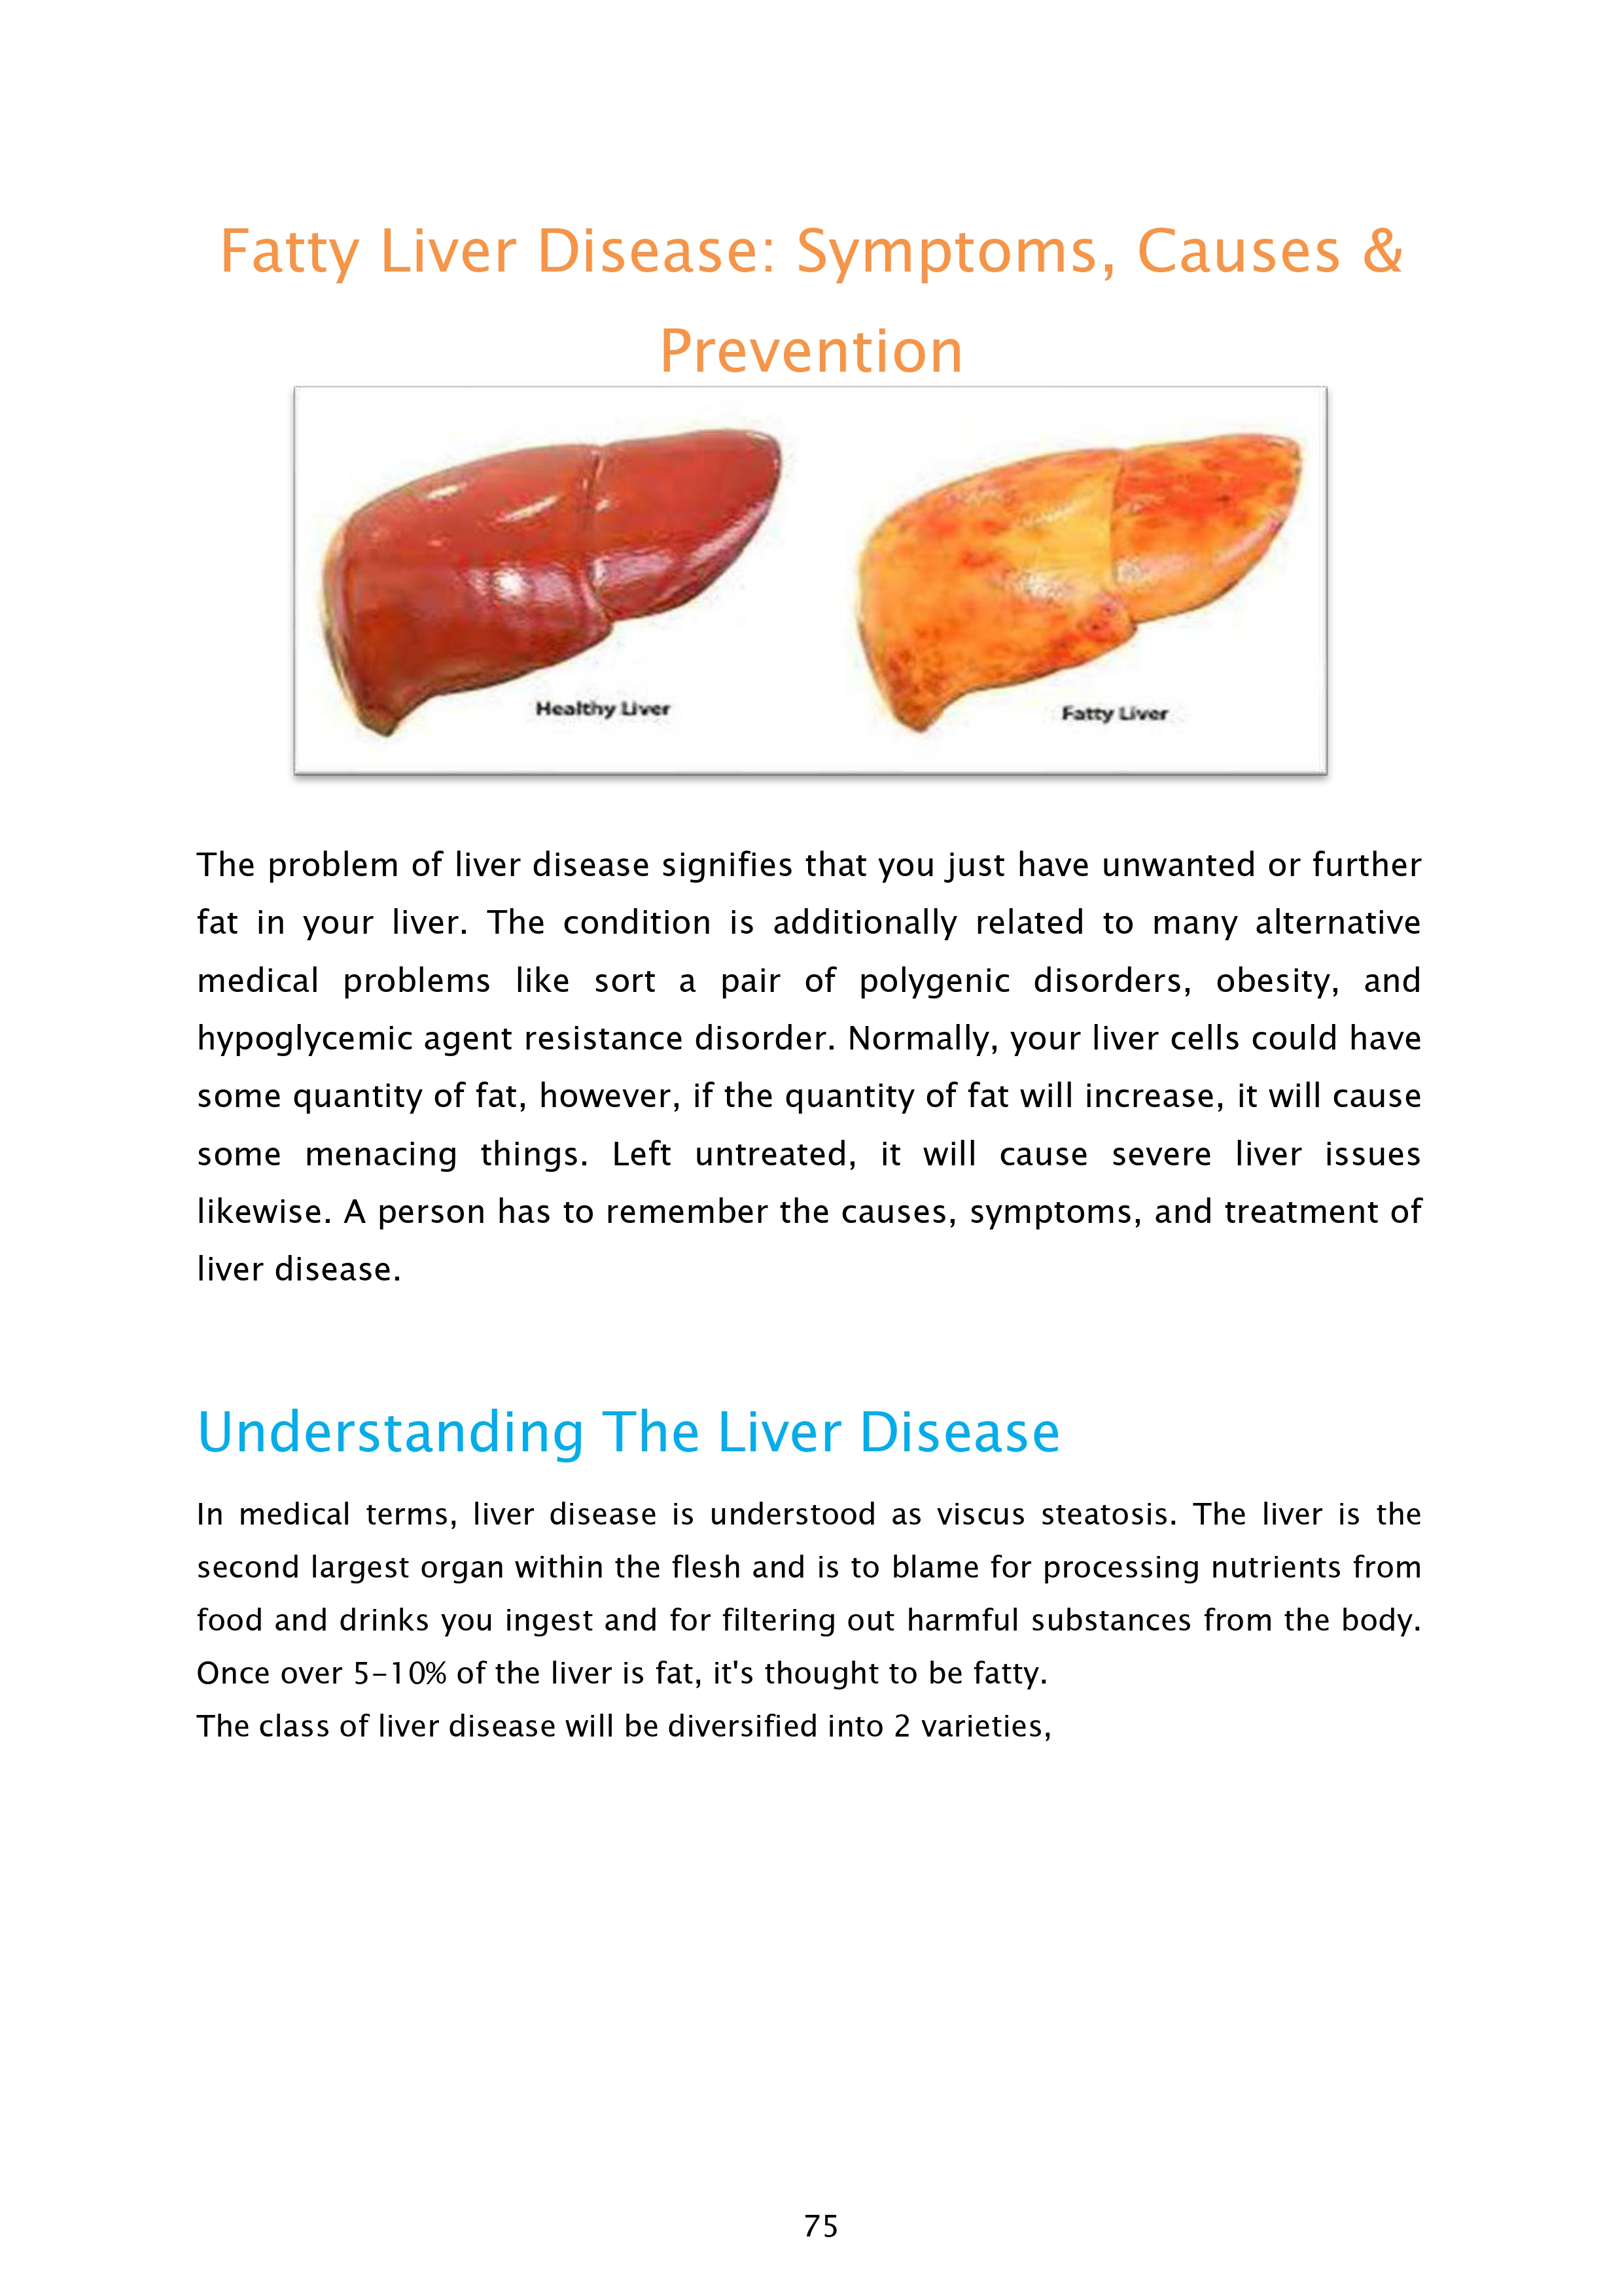 Fatty Liver Disease: Symptoms, Causes &
Prevention
Healthy Liver
Fatty Liver
The problem of liver disease signifies that you just have unwanted or further
fat in your liver. The condition is additionally related to many alternative
medical problems like sort a pair of polygenic disorders, obesity, and
hypoglycemic agent resistance disorder. Normally, your liver cells could have
some quantity of fat, however, if the quantity of fat will increase, it will cause
some menacing things. Left untreated, it will cause severe liver issues
likewise. A person has to remember the causes, symptoms, and treatment of
liver disease.
Understanding The Liver Disease
In medical terms, liver disease is understood as viscus steatosis. The liver is the
second largest organ within the flesh and is to blame for processing nutrients from
food and drinks you ingest and for filtering out harmful substances from the body.
Once over 5-10% of the liver is fat, it's thought to be fatty.
The class of liver disease will be diversified into 2 varieties,
75